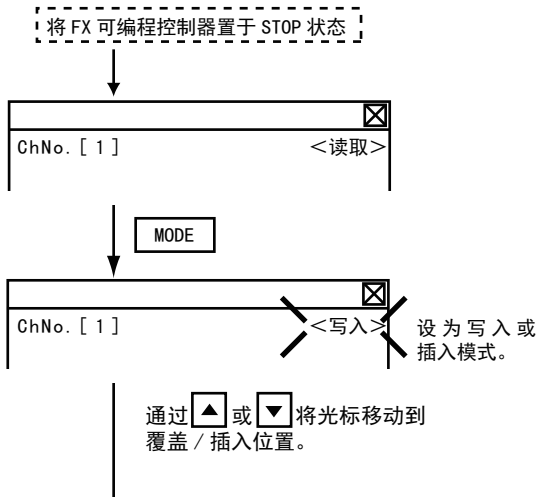 将 FX 可编程控制器置于 STOP 状态
ChNo.[ 1 ] <读取>
MODE
ChNo.[ 1 ] <写入>
设为写入或
插入模式。
通过▲或▼将光标移动到
覆盖 / 插入位置。